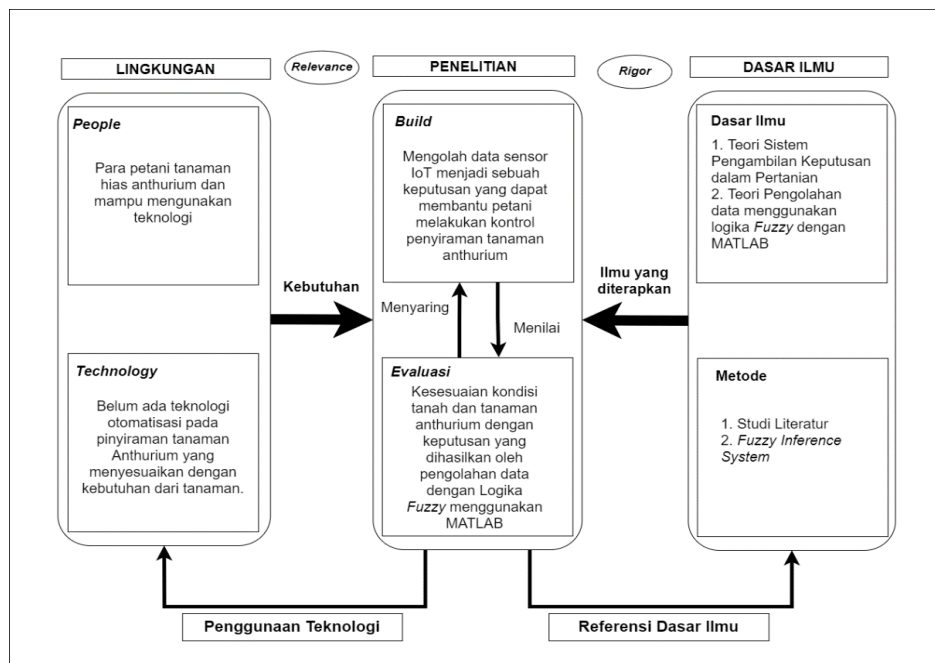 LINGKUNGAN
Relevance
PENELITIAN
Rigor
DASAR ILMU
People
Para petani tanaman
hias anthurium dan
mampu mengunakan
teknologi
Technology
Belum ada teknologi
otomatisasi pada
pinyiraman tanaman
Anthurium yang
menyesuaikan dengan
kebutuhan dari tanaman.
Kebutuhan
Build
Mengolah data sensor
IoT menjadi sebuah
keputusan yang dapat
membantu petani
melakukan kontrol
penyiraman tanaman
anthurium
Menyaring
Menilai
Evaluasi
Kesesuaian kondisi
tanah dan tanaman
anthurium dengan
keputusan yang
dihasilkan oleh
pengolahan data
dengan Logika
Fuzzy menggunakan
MATLAB
Ilmu yang
diterapkan
Dasar Ilmu
1. Teori Sistem
Pengambilan Keputusan
dalam Pertanian
2. Teori Pengolahan
data menggunakan
logika Fuzzy dengan
MATLAB
Metode
1. Studi Literatur
2. Fuzzy Inference
System
Penggunaan Teknologi
Referensi Dasar Ilmu